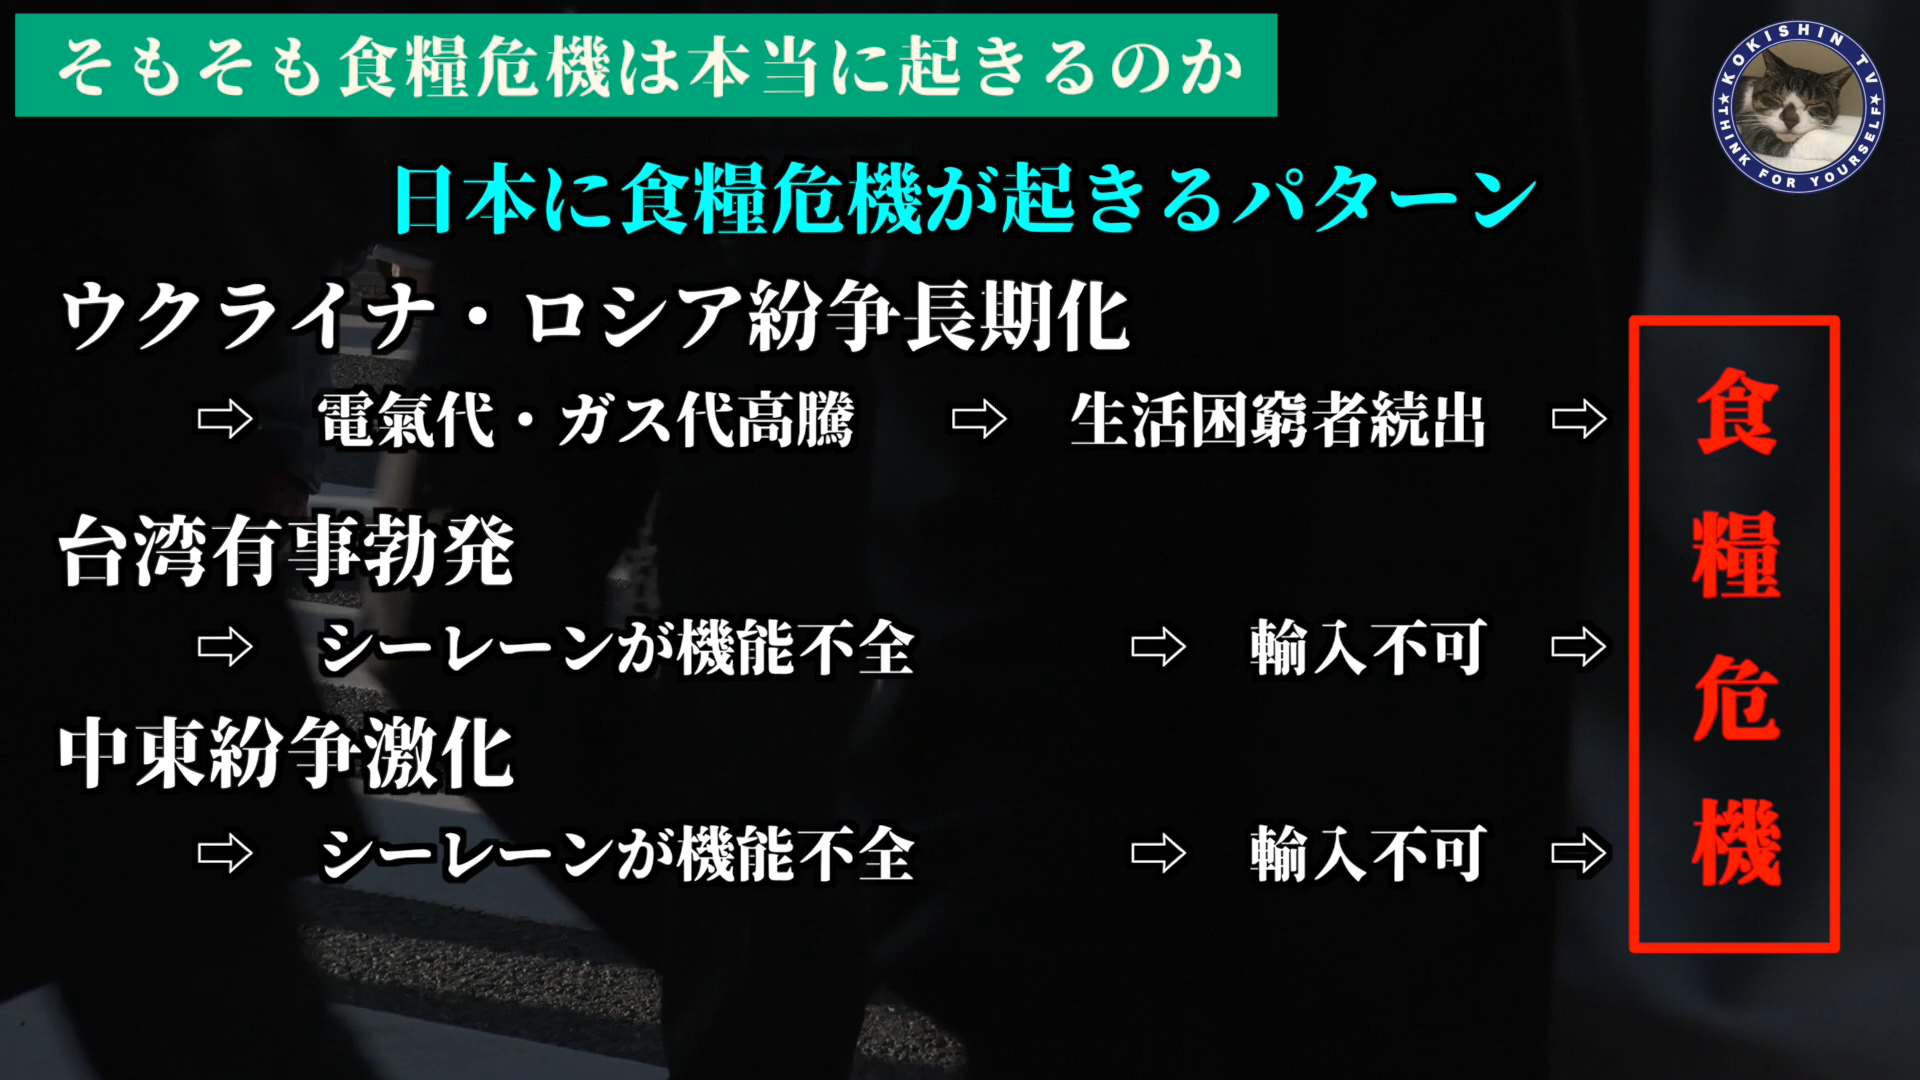 そもそも食糧危機は本当に起きるのか
★KOKISHIN TV★
THINK FOR YOURSELF
日本に食糧危機が起きるパターン
ウクライナ・ロシア紛争長期化
⇨ 電氣代・ガス代高騰 ⇨ 生活困窮者続出 ⇨
台湾有事勃発
⇨ シーレーンが機能不全 ⇨ 輸入不可 ⇨
中東紛争激化
⇨ シーレーンが機能不全 ⇨ 輸入不可 ⇨
食糧危機